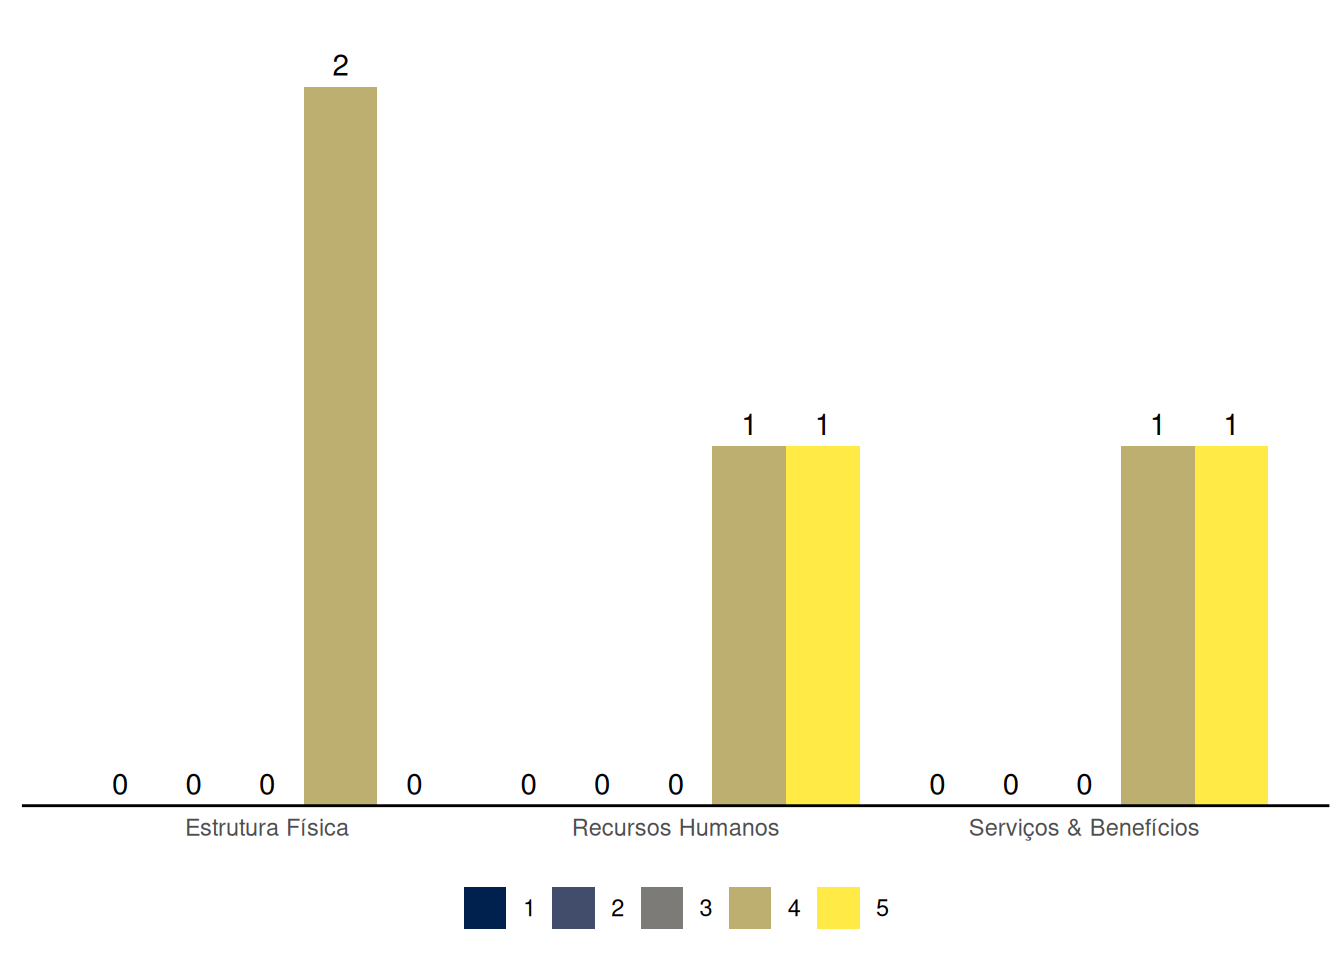 2
1 1 1 1
0 0 0 0 0 0 0 0 0 0
Estrutura Física Recursos Humanos Serviços & Benefícios
1 2 3 4 5